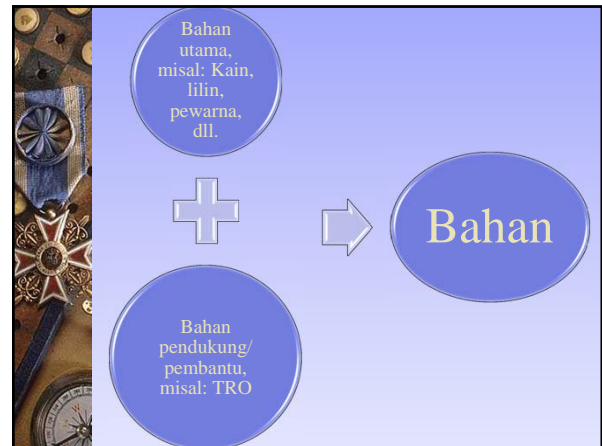 Bahan
utama,
misal: Kain,
lilin,
pewarna,
dll.
Bahan
pendukung/
pembantu,
misal: TRO
Bahan